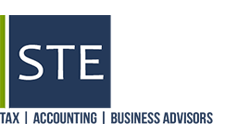 STE
TAX | ACCOUNTING | BUSINESS ADVISORS